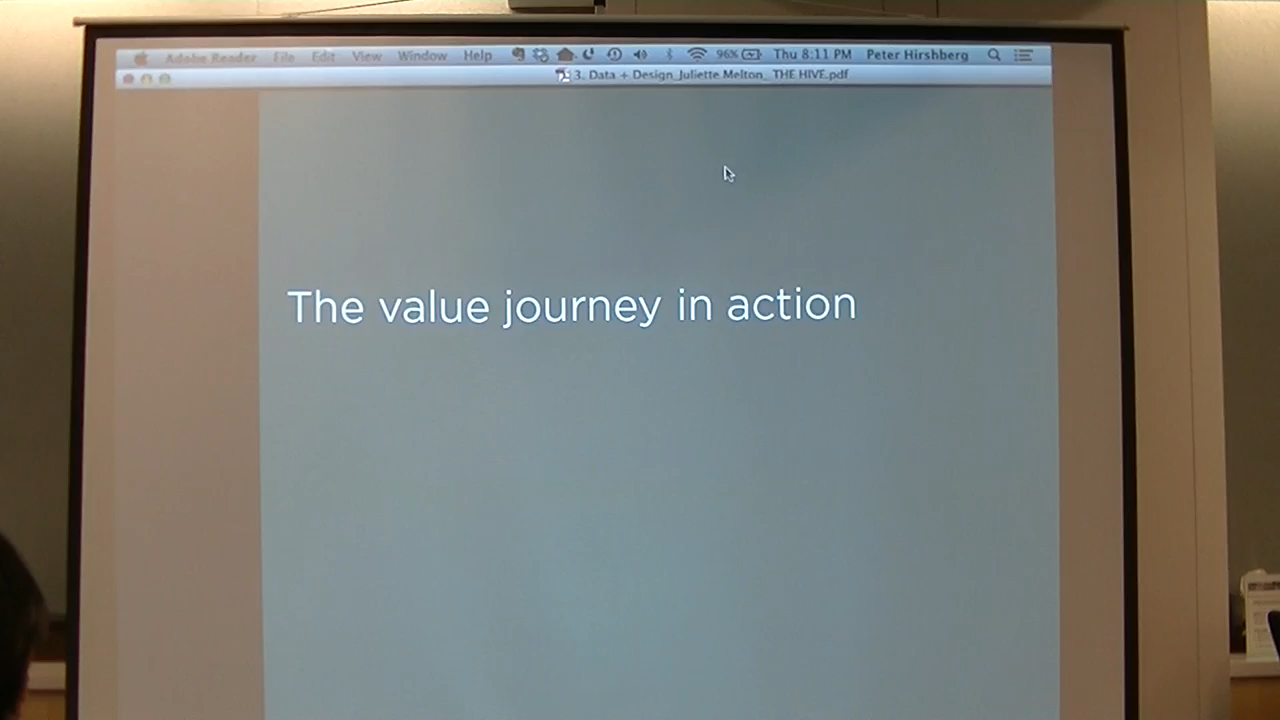 Adobe Reader File Edit View Window Help 96% Thu 8:11 PM Peter Hirshberg
3. Data + Design_Juliette Melton_ THE HIVE.pdf
The value journey in action